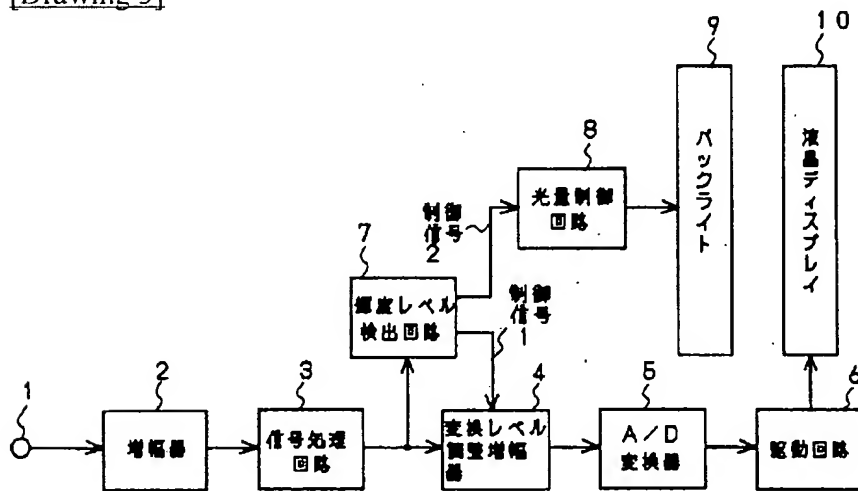 [Drawing 3]
9
10
バックライト
液晶ディスプレイ
8
光量制御
回路
制御
信号
2
7
輝度レベル
検出回路
制御
信号
1
1
2
増幅器
3
信号処理
回路
4
変換レベル
調整増幅
器
5
A/D
変換器
6
駆動回路